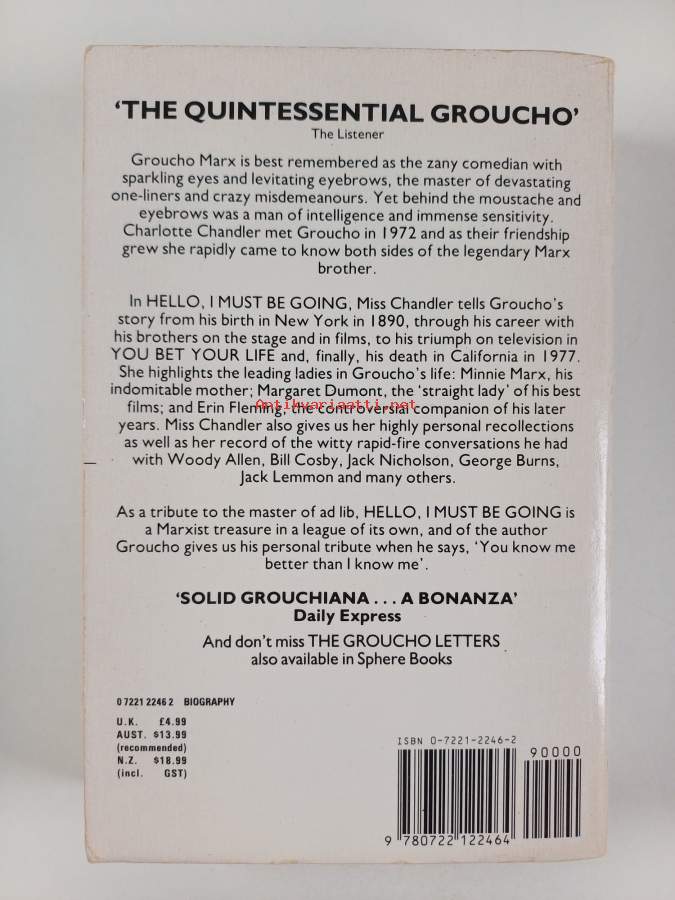 ‘THE QUINTESSENTIAL GROUCHO’
The Listener
Groucho Marx is best remembered as the zany comedian with
sparkling eyes and levitating eyebrows, the master of devastating
one-liners and crazy misdemeanours. Yet behind the moustache and
eyebrows was a man of intelligence and immense sensitivity.
Charlotte Chandler met Groucho in 1972 and as their friendship
grew she rapidly came to know both sides of the legendary Marx
brother.
In HELLO, I MUST BE GOING, Miss Chandler tells Groucho’s
story from his birth in New York in 1890, through his career with
his brothers on the stage and in films, to his triumph on television in
YOU BET YOUR LIFE and, finally, his death in California in 1977.
She highlights the leading ladies in Groucho’s life: Minnie Marx, his
indomitable mother; Margaret Dumont, the ‘straight lady’ of his best
films; and Erin Fleming, the controversial companion of his later
Antikvariaatti.net
years. Miss Chandler also gives us her highly personal recollections
as well as her record of the witty rapid-fire conversations he had
with Woody Allen, Bill Cosby, Jack Nicholson, George Burns,
Jack Lemmon and many others.
As a tribute to the master of ad lib, HELLO, I MUST BE GOING is
a Marxist treasure in a league of its own, and of the author
Groucho gives us his personal tribute when he says, ‘You know me
better than I know me’.
‘SOLID GROUCHIANA . . . A BONANZA’
Daily Express
And don’t miss THE GROUCHO LETTERS
also available in Sphere Books
0 7221 2246 2 BIOGRAPHY
U.K. £4.99
AUST. $13.99
(recommended)
N.Z. $18.99
(incl. GST)
ISBN 0-7221-2246-2
90000
9 780722 122464